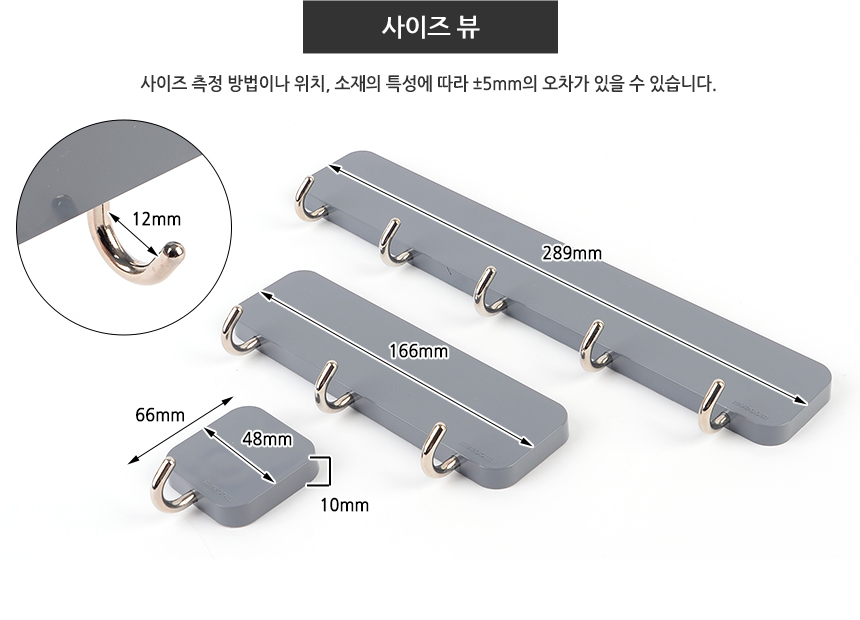 사이즈 뷰
사이즈 측정 방법이나 위치, 소재의 특성에 따라 ±5mm의 오차가 있을 수 있습니다.
12mm
289mm
166mm
66mm
48mm
10mm